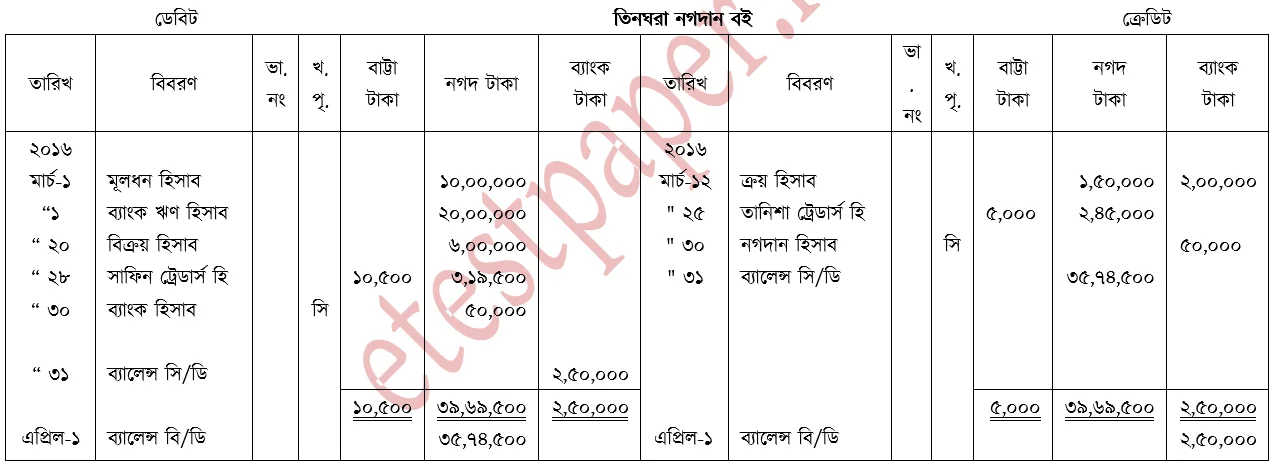 ডেবিট তিনঘরা নগদান বই ক্রেডিট
তারিখ বিবরণ ভা. নং খ. পৃ. বাট্টা টাকা নগদ টাকা ব্যাংক টাকা তারিখ বিবরণ ভা . নং খ. পৃ. বাট্টা টাকা নগদ টাকা ব্যাংক টাকা
২০১৬ ২০১৬
মার্চ-১ মূলধন হিসাব ১০,০০,০০০ মার্চ-১২ ক্রয় হিসাব ১,৫০,০০০ ২,০০,০০০
“১ ব্যাংক ঋণ হিসাব ২০,০০,০০০ " ২৫ তানিশা ট্রেডার্স হি ৫,০০০ ২,৪৫,০০০
“ ২০ বিক্রয় হিসাব ৬,০০,০০০ " ৩০ নগদান হিসাব সি ৫০,০০০
“ ২৮ সাফিন ট্রেডার্স হি ১০,৫০০ ৩,১৯,৫০০ " ৩১ ব্যালেন্স সি/ডি ৩৫,৭৪,৫০০
“ ৩০ ব্যাংক হিসাব সি ৫০,০০০
“ ৩১ ব্যালেন্স সি/ডি ২,৫০,০০০
১০,৫০০ ৩৯,৬৯,৫০০ ২,৫০,০০০ ৫,০০০ ৩৯,৬৯,৫০০ ২,৫০,০০০
এপ্রিল-১ ব্যালেন্স বি/ডি ৩৫,৭৪,৫০০ এপ্রিল-১ ব্যালেন্স বি/ডি ২,৫০,০০০
etestpaper.